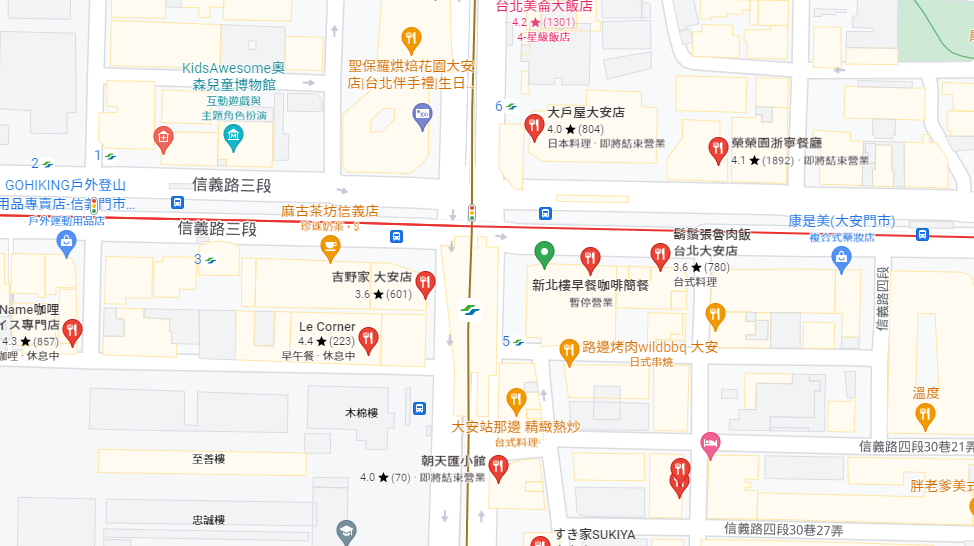 台北美侖大飯店
4.2 ★ (1301)
4-星級飯店
聖保羅烘焙花園大安
店|台北伴手禮|生日...
KidsAwesome奧
森兒童博物館
互動遊戲與
主題角色扮演
6
大戶屋大安店
4.0 ★ (804)
日本料理 · 即將結束營業
榮榮園浙寧餐廳
4.1 ★ (1892) · 即將結束營業
2
1
GOHIKING戶外登山
用品專賣店-信義門市...
戶外運動用品店
信義路三段
麻古茶坊信義店
珍珠奶茶 · $
信義路三段
康是美(大安門市)
複合式藥妝店
3
鬍鬚張魯肉飯
台北大安店
3.6 ★ (780)
台式料理
吉野家 大安店
3.6 ★ (601)
新北樓早餐咖啡簡餐
暫停營業
信義路四段
Name咖哩
イス專門店
4.3 ★ (857)
咖哩 · 休息中
Le Corner
4.4 ★ (223)
早午餐 · 休息中
5
路邊烤肉wildbbq 大安
日式串燒
溫度
木棉樓
大安站那邊 精緻熱炒
台式料理
信義路四段30巷21弄
至善樓
朝天匯小館
4.0 ★ (70) · 即將結束營業
胖老爹美式
忠誠樓
すき家SUKIYA
信義路四段30巷27弄